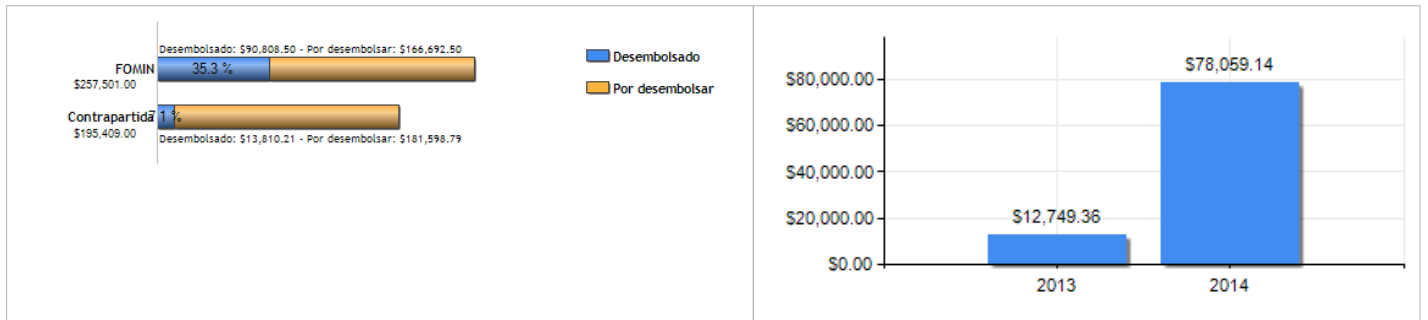 Desembolsado: $90,808.50 - Por desembolsar: $166,692.50
FOMIN
35.3 %
$257,501.00
Contrapartida
7.1 %
$195,409.00
Desembolsado: $13,810.21 - Por desembolsar: $181,598.79
Desembolsado
Por desembolsar
$80,000.00
$60,000.00
$40,000.00
$20,000.00
$0.00
$78,059.14
$12,749.36
2013
2014